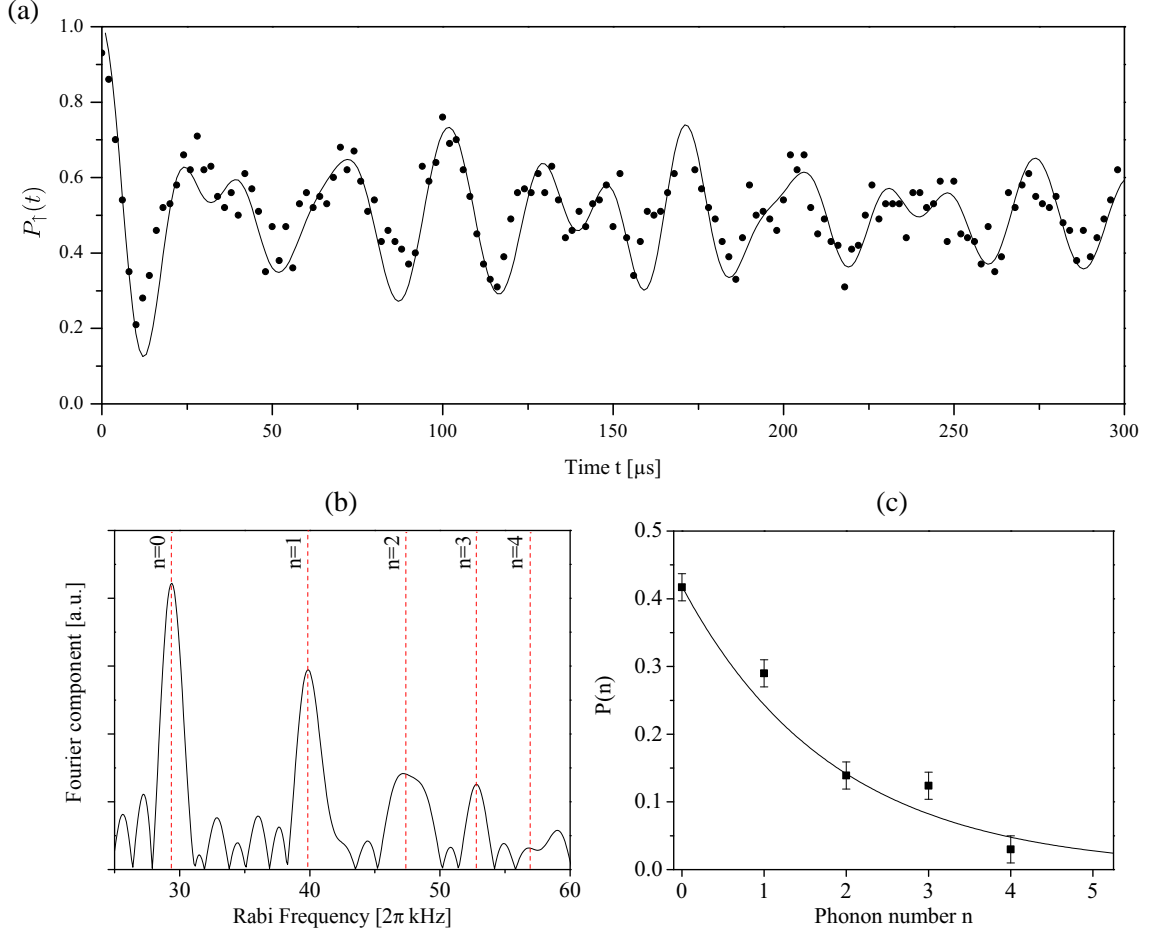 (a)
1.0
0.8
0.6
0.4
0.2
0.0
P↑(t)
0 50 100 150 200 250 300
Time t [µs]
(b)
n=0 n=1 n=2 n=3 n=4
Fourier component [a.u.]
30 40 50 60
Rabi Frequency [2π kHz]
(c)
0.5
0.4
0.3
0.2
0.1
0.0
P(n)
0 1 2 3 4 5
Phonon number n